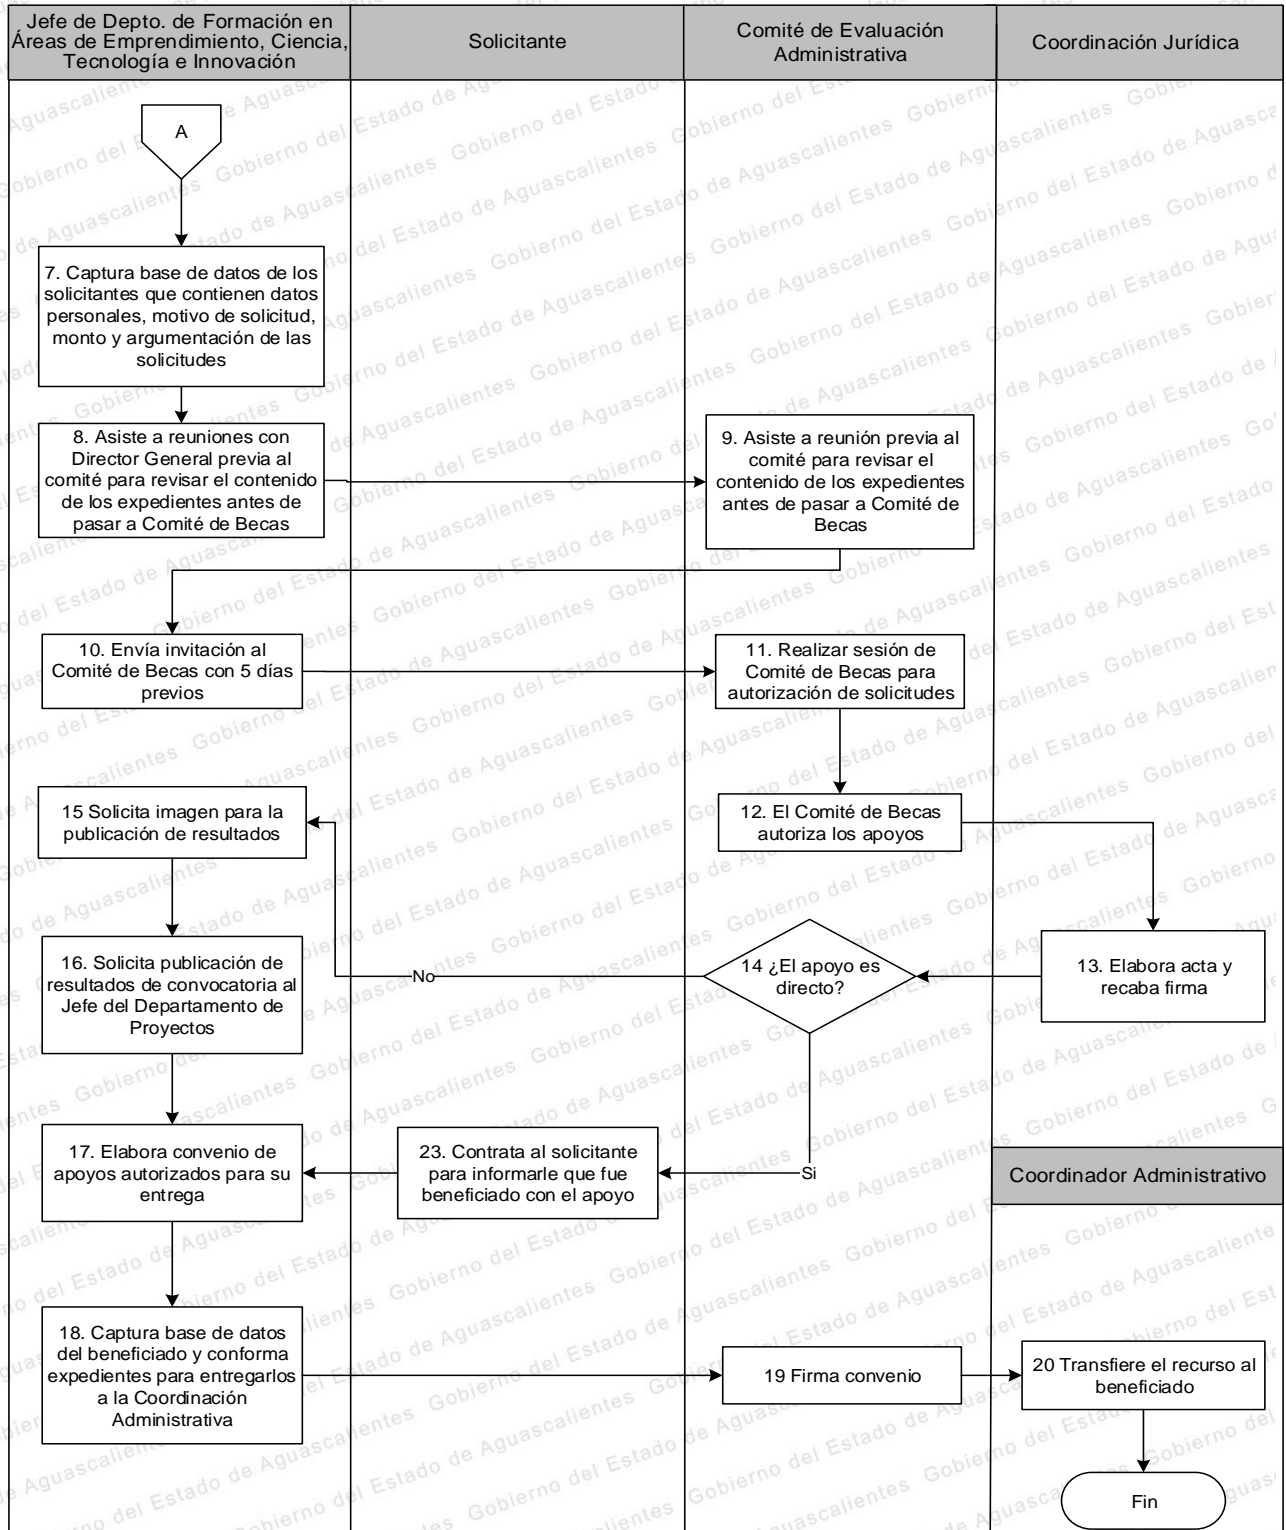 Jefe de Depto. de Formación en
Áreas de Emprendimiento, Ciencia,
Tecnología e Innovación
Solicitante
Comité de Evaluación
Administrativa
Coordinación Jurídica
A
7. Captura base de datos de los
solicitantes que contienen datos
personales, motivo de solicitud,
monto y argumentación de las
solicitudes
8. Asiste a reuniones con
Director General previa al
comité para revisar el contenido
de los expedientes antes de
pasar a Comité de Becas
9. Asiste a reunión previa al
comité para revisar el
contenido de los expedientes
antes de pasar a Comité de
Becas
10. Envía invitación al
Comité de Becas con 5 días
previos
11. Realizar sesión de
Comité de Becas para
autorización de solicitudes
15 Solicita imagen para la
publicación de resultados
12. El Comité de Becas
autoriza los apoyos
16. Solicita publicación de
resultados de convocatoria al
Jefe del Departamento de
Proyectos
No
14 ¿El apoyo es
directo?
13. Elabora acta y
recaba firma
17. Elabora convenio de
apoyos autorizados para su
entrega
23. Contrata al solicitante
para informarle que fue
beneficiado con el apoyo
Si
Coordinador Administrativo
18. Captura base de datos
del beneficiado y conforma
expedientes para entregarlos
a la Coordinación
Administrativa
19 Firma convenio
20 Transfiere el recurso al
beneficiado
Fin
Gobierno del Estado de Aguascalientes